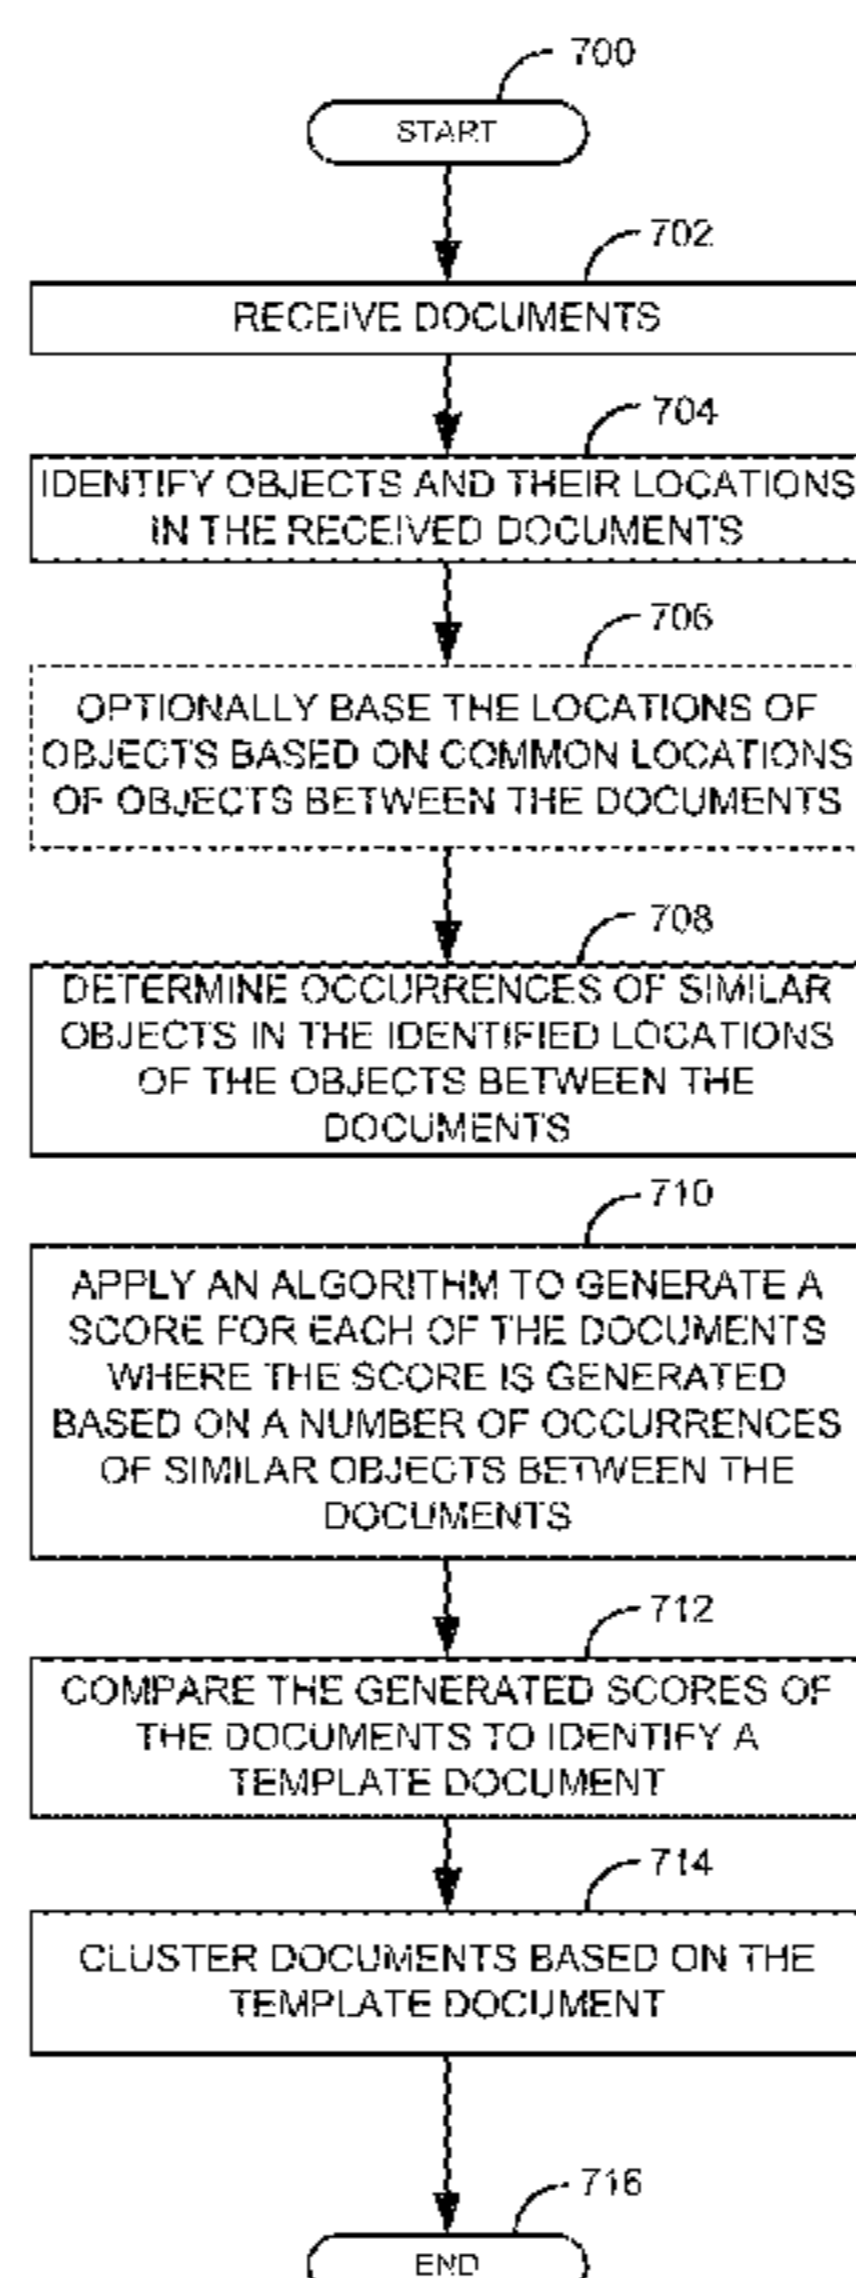 700
START
702
RECEIVE DOCUMENTS
704
IDENTIFY OBJECTS AND THEIR LOCATIONS
IN THE RECEIVED DOCUMENTS
706
OPTIONALLY BASE THE LOCATIONS OF
OBJECTS BASED ON COMMON LOCATIONS
OF OBJECTS BETWEEN THE DOCUMENTS
708
DETERMINE OCCURRENCES OF SIMILAR
OBJECTS IN THE IDENTIFIED LOCATIONS
OF THE OBJECTS BETWEEN THE
DOCUMENTS
710
APPLY AN ALGORITHM TO GENERATE A
SCORE FOR EACH OF THE DOCUMENTS
WHERE THE SCORE IS GENERATED
BASED ON A NUMBER OF OCCURRENCES
OF SIMILAR OBJECTS BETWEEN THE
DOCUMENTS
712
COMPARE THE GENERATED SCORES OF
THE DOCUMENTS TO IDENTIFY A
TEMPLATE DOCUMENT
714
CLUSTER DOCUMENTS BASED ON THE
TEMPLATE DOCUMENT
716
END